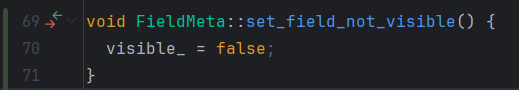 69 void FieldMeta::set_field_not_visible() {
70 visible_ = false;
71 }